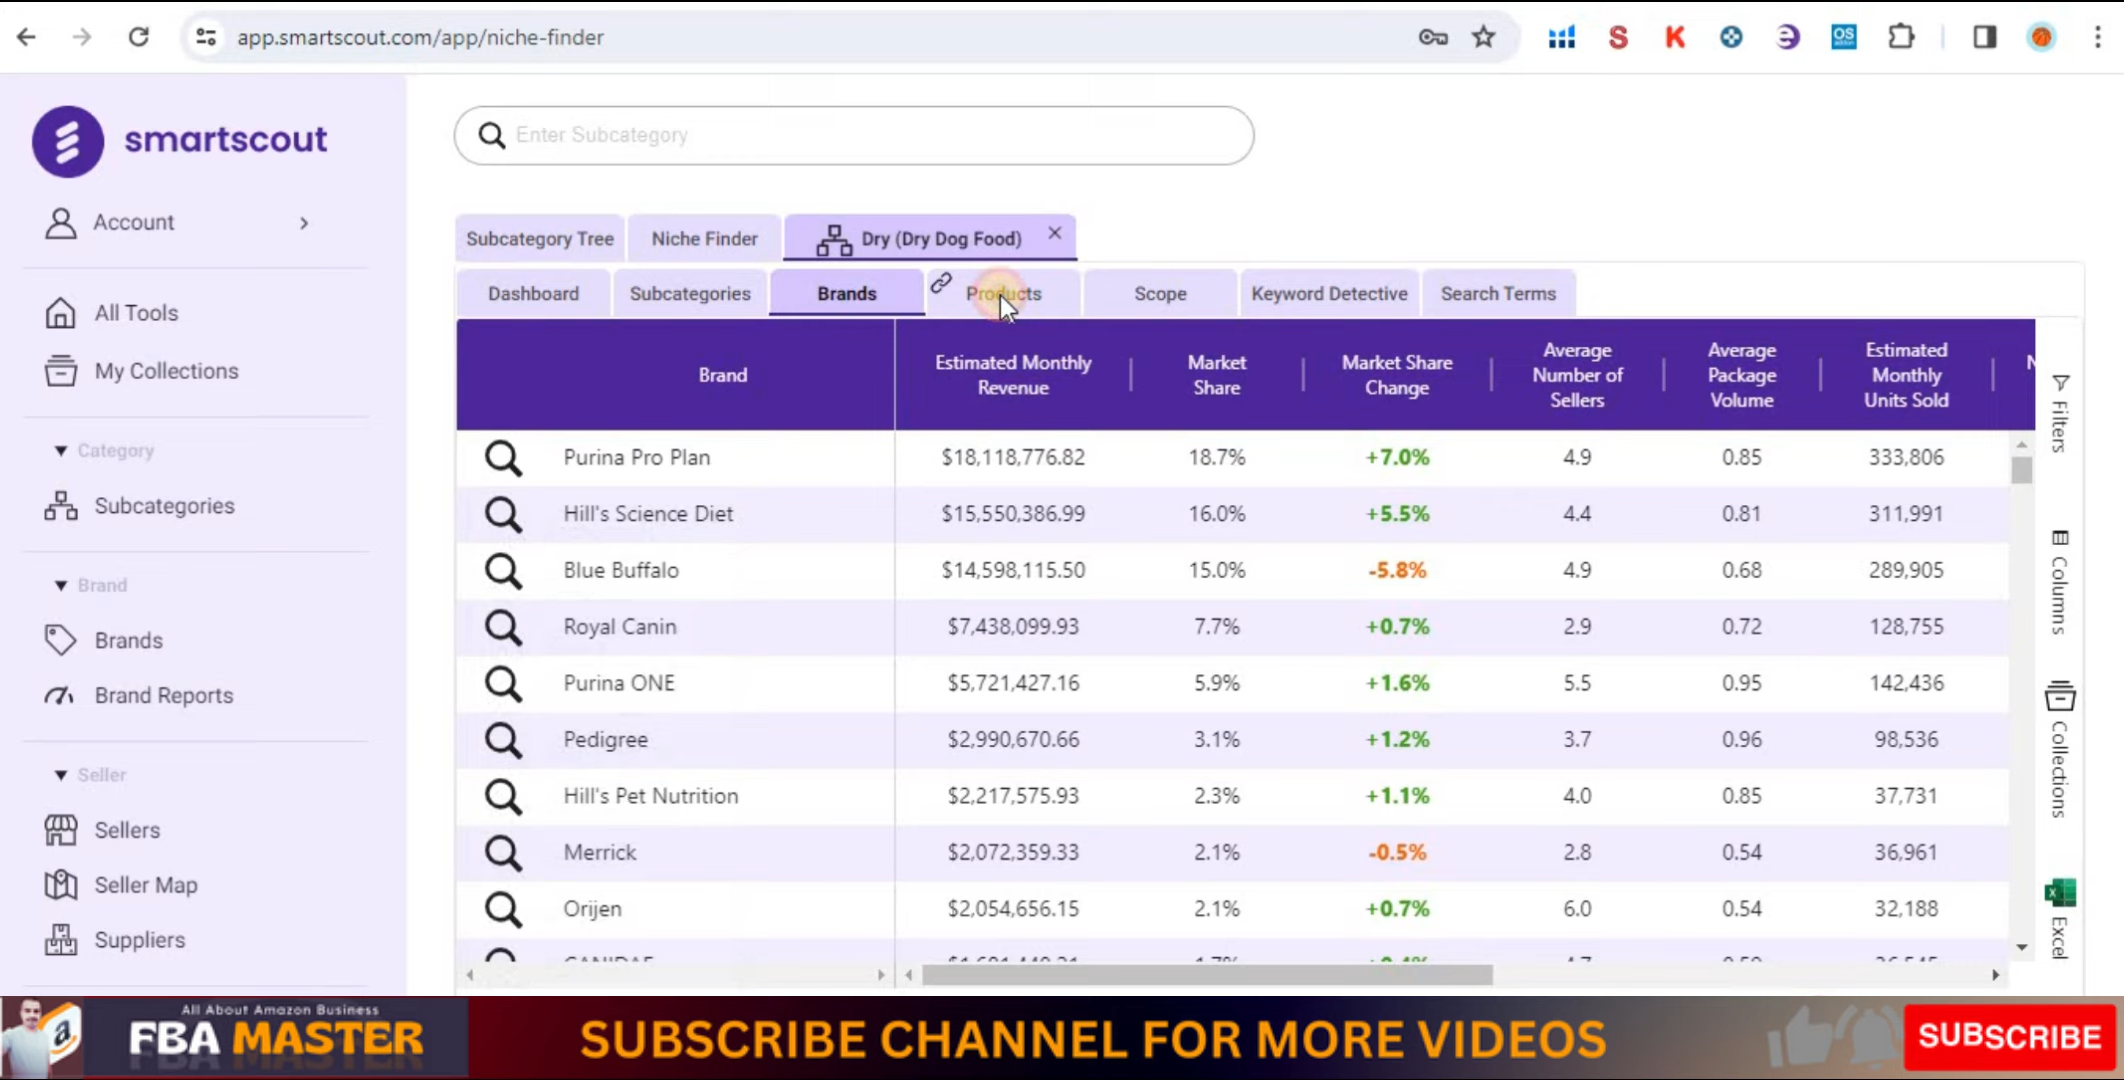 app.smartscout.com/app/niche-finder
S
K
OS
smartscout
Enter Subcategory
Account
Subcategory Tree
Niche Finder
Dry (Dry Dog Food)
Dashboard
Subcategories
Brands
Products
Scope
Keyword Detective
Search Terms
All Tools
My Collections
Category
Subcategories
Brand
Brands
Brand Reports
Seller
Sellers
Seller Map
Suppliers
Brand
Estimated Monthly
Revenue
Market
Share
Market Share
Change
Average
Number of
Sellers
Average
Package
Volume
Estimated
Monthly
Units Sold
Purina Pro Plan $18,118,776.82 18.7% +7.0% 4.9 0.85 333,806
Hill's Science Diet $15,550,386.99 16.0% +5.5% 4.4 0.81 311,991
Blue Buffalo $14,598,115.50 15.0% -5.8% 4.9 0.68 289,905
Royal Canin $7,438,099.93 7.7% +0.7% 2.9 0.72 128,755
Purina ONE $5,721,427.16 5.9% +1.6% 5.5 0.95 142,436
Pedigree $2,990,670.66 3.1% +1.2% 3.7 0.96 98,536
Hill's Pet Nutrition $2,217,575.93 2.3% +1.1% 4.0 0.85 37,731
Merrick $2,072,359.33 2.1% -0.5% 2.8 0.54 36,961
Orijen $2,054,656.15 2.1% +0.7% 6.0 0.54 32,188
Filters
Columns
Collections
Excel
All About Amazon Business
FBA MASTER
SUBSCRIBE CHANNEL FOR MORE VIDEOS
SUBSCRIBE